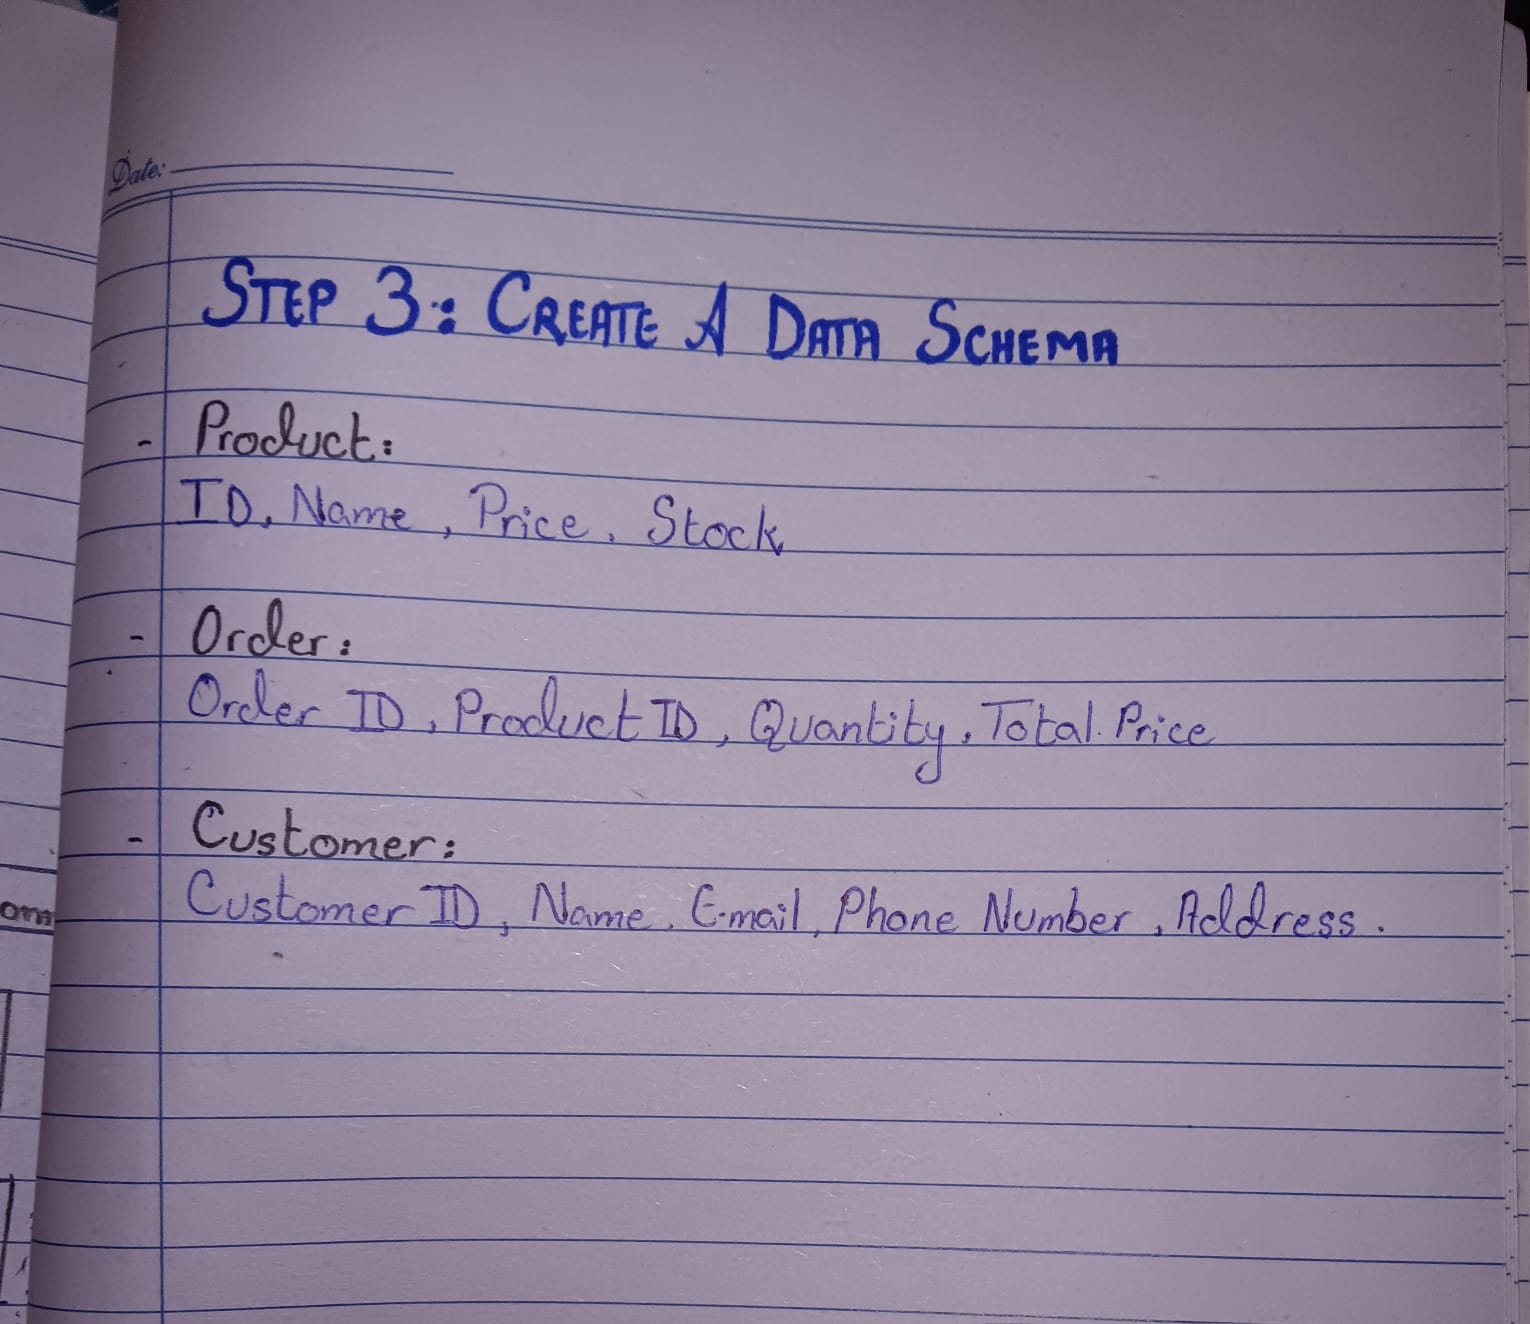 Date:
STEP 3: CREATE A DATA SCHEMA
- Product:
ID, Name, Price, Stock
- Order:
Order ID, Product ID, Quantity, Total Price
- Customer:
Customer ID, Name, E-mail, Phone Number, Address.